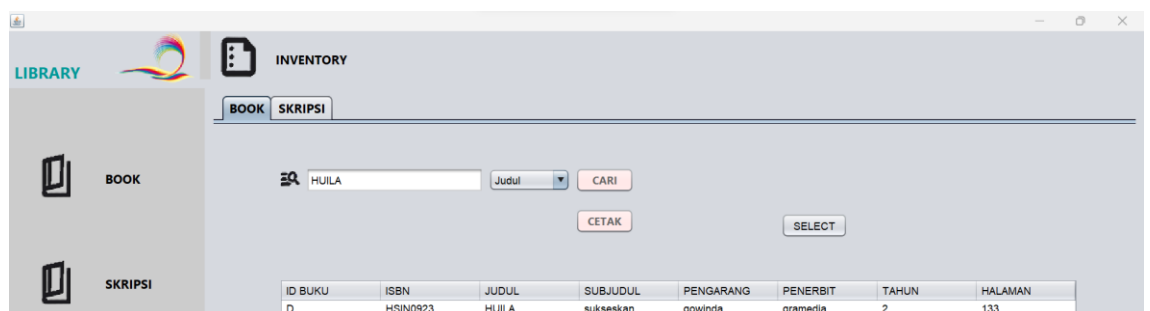 LIBRARY
INVENTORY
BOOK SKRIPSI
BOOK
HUILA Judul CARI
CETAK SELECT
SKRIPSI
ID BUKU ISBN JUDUL SUBJUDUL PENGARANG PENERBIT TAHUN HALAMAN
D HSIN0923 HUILA sukseskan gowinda gramedia 2 133